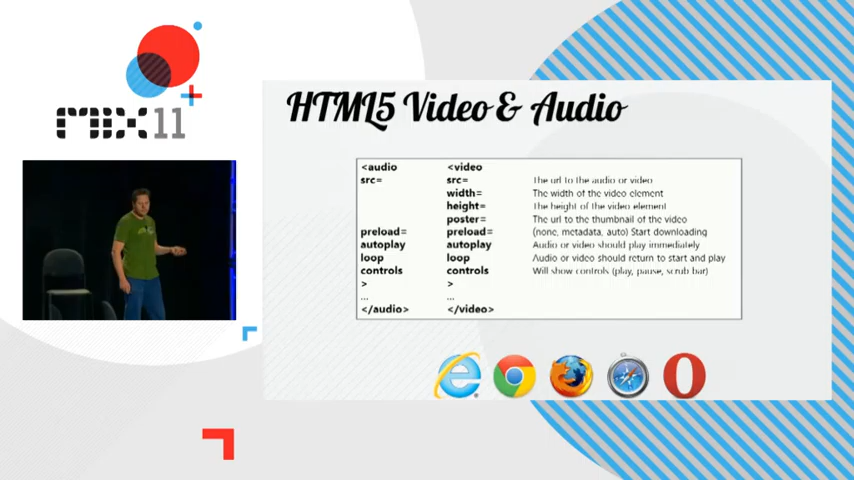 mix11
HTML5 Video & Audio
<audio <video
src= src= The url to the audio or video
width= The width of the video element
height= The height of the video element
poster= The url to the thumbnail of the video
preload= preload= (none, metadata, auto) Start downloading
autoplay autoplay Audio or video should play immediately
loop loop Audio or video should return to start and play
controls controls Will show controls (play, pause, scrub bar)
> >
... ...
</audio> </video>